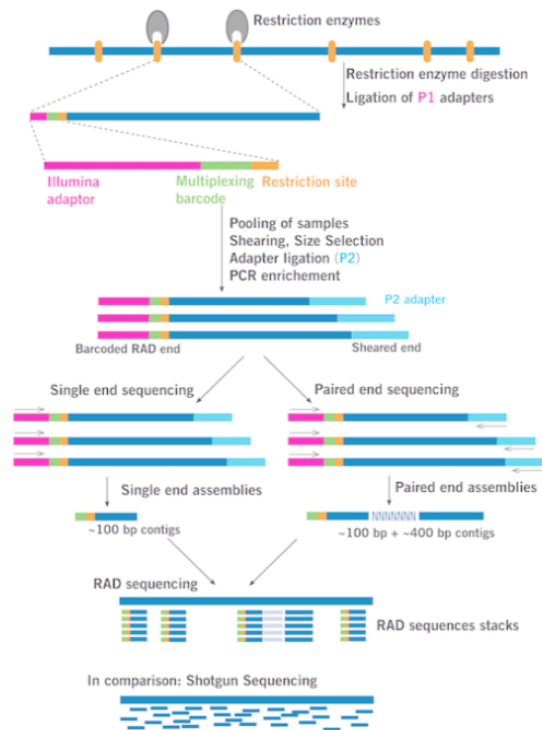 Restriction enzymes
Restriction enzyme digestion
Ligation of P1 adapters
Illumina
adaptor
Multiplexing
barcode
Restriction site
Pooling of samples
Shearing, Size Selection
Adapter ligation (P2)
PCR enrichement
P2 adapter
Barcoded RAD end
Sheared end
Single end sequencing
Paired end sequencing
Single end assemblies
Paired end assemblies
~100 bp contigs
~100 bp + ~400 bp contigs
RAD sequencing
RAD sequences stacks
In comparison: Shotgun Sequencing